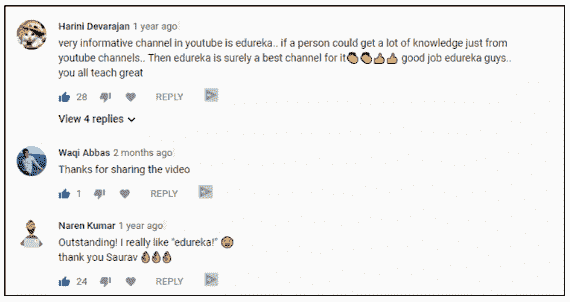 Harini Devarajan 1 year ago
very informative channel in youtube is edureka.. if a person could get a lot of knowledge just from
youtube channels.. Then edureka is surely a best channel for it👏👏👍👍 good job edureka guys..
you all teach great
28 REPLY
View 4 replies
Waqi Abbas 2 months ago
Thanks for sharing the video
1 REPLY
Naren Kumar 1 year ago
Outstanding! I really like "edureka!"
thank you Saurav 👌👌👌
24 REPLY